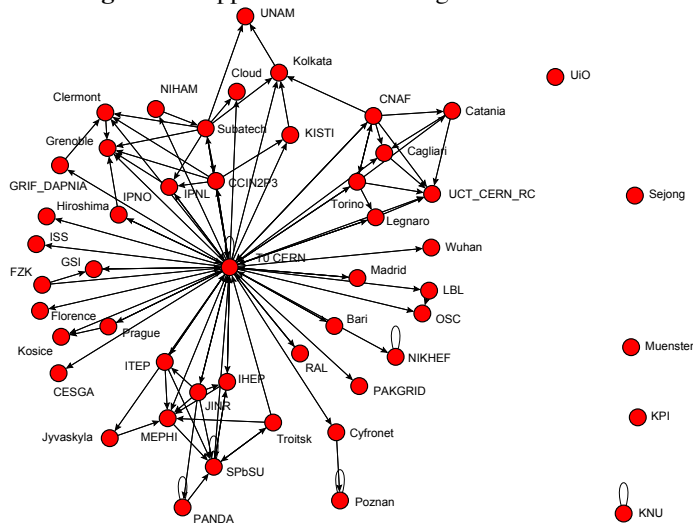 UNAM
Kolkata
Cloud
UiO
NIHAM
CNAF
Clermont
Catania
Subatech
KISTI
Grenoble
Cagliari
GRIF_DAPNIA
CCIN2P3
IPNL
IPNO
Torino
UCT_CERN_RC
Sejong
Hiroshima
Legnaro
ISS
Wuhan
T0_CERN
GSI
FZK
Madrid
LBL
Florence
OSC
Bari
Prague
Kosice
Muenster
NIKHEF
ITEP
RAL
CESGA
IHEP
PAKGRID
JINR
KPI
Jyvaskyla
MEPHI
Troitsk
Cyfronet
SPbSU
Poznan
KNU
PANDA